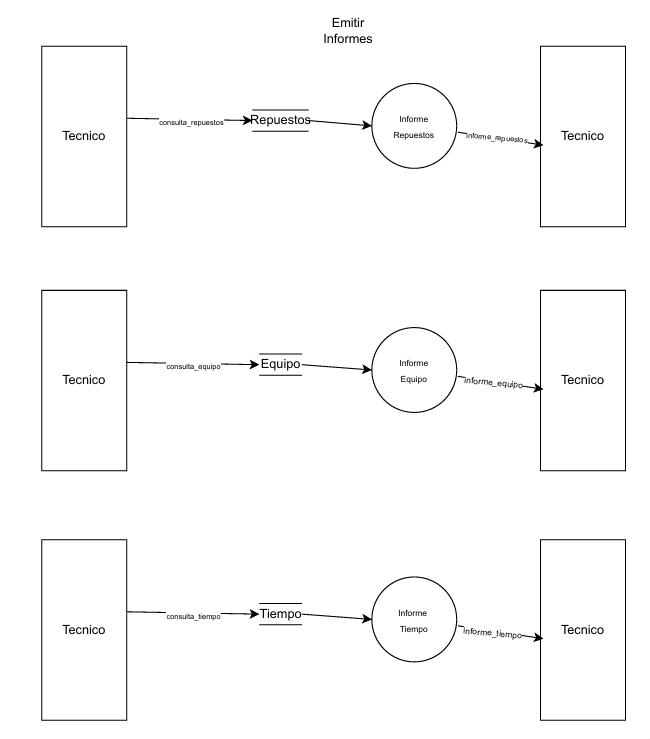 Emitir
Informes
Tecnico
consulta_repuestos
Repuestos
Informe
Repuestos
informe_repuestos
Tecnico
Tecnico
consulta_equipo
Equipo
Informe
Equipo
informe_equipo
Tecnico
Tecnico
consulta_tiempo
Tiempo
Informe
Tiempo
informe_tiempo
Tecnico